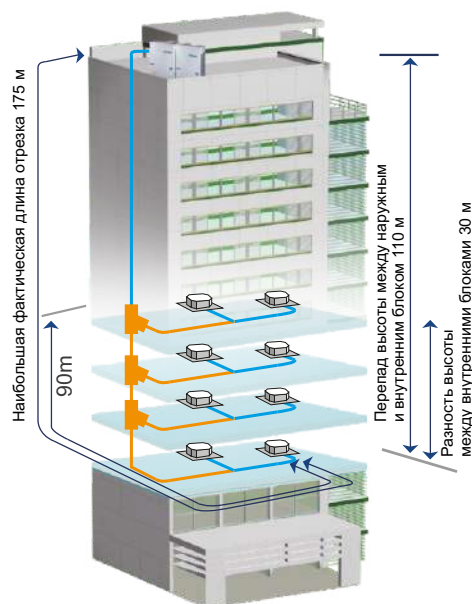 Наибольшая фактическая длина отрезка 175 м
90m
Перепад высоты между наружным
и внутренним блоком 110 м
Разность высоты
между внутренними блоками 30 м